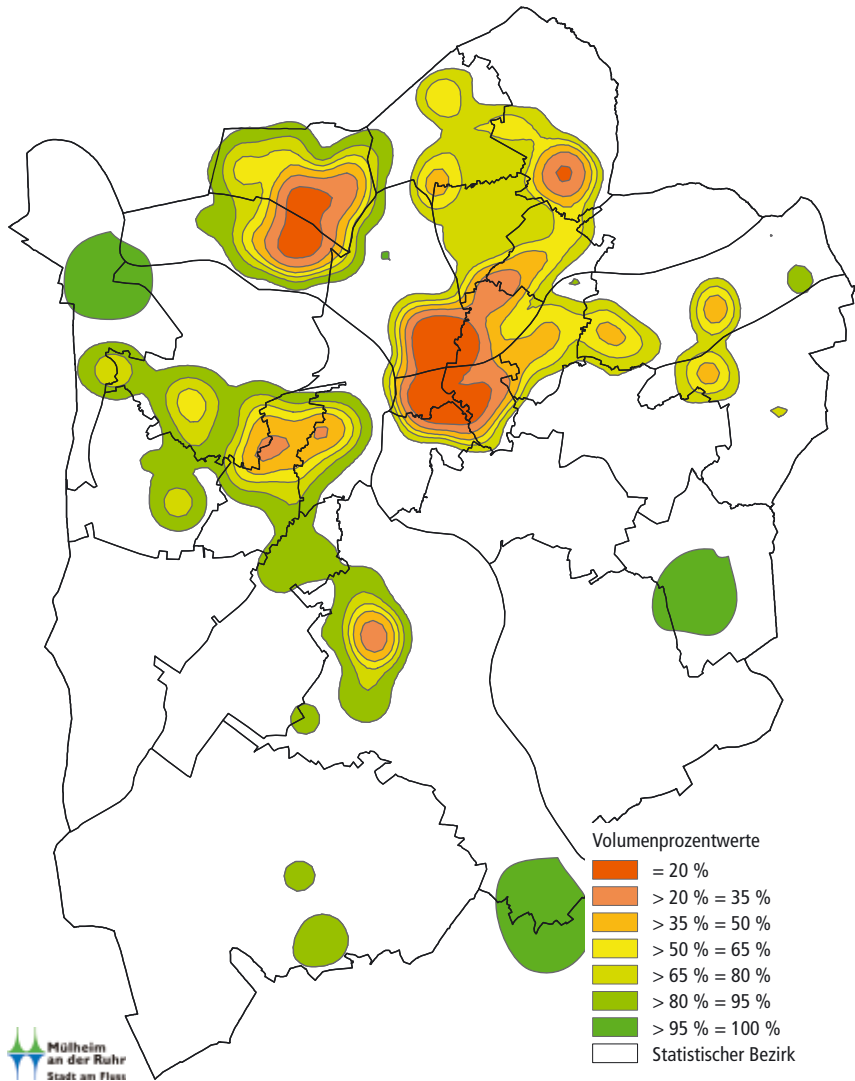 Volumenprozentwerte
= 20 %
> 20 % = 35 %
> 35 % = 50 %
> 50 % = 65 %
> 65 % = 80 %
> 80 % = 95 %
> 95 % = 100 %
Statistischer Bezirk
Mülheim
an der Ruhr
Stadt am Fluss